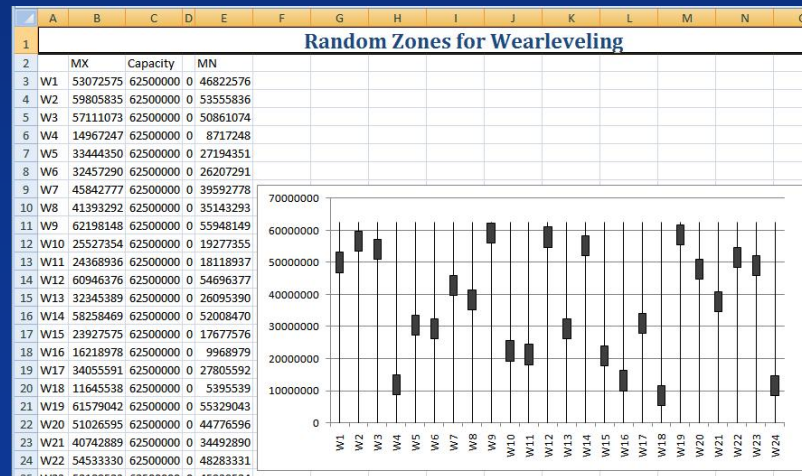 A B C D E F G H I J K L M N
1 Random Zones for Wearleveling
2 MX Capacity MN
3 W1 53072575 62500000 0 46822576
4 W2 59805835 62500000 0 53555836
5 W3 57111073 62500000 0 50861074
6 W4 14967247 62500000 0 8717248
7 W5 33444350 62500000 0 27194351
8 W6 32457290 62500000 0 26207291
9 W7 45842777 62500000 0 39592778
10 W8 41393292 62500000 0 35143293
11 W9 62198148 62500000 0 55948149
12 W10 25527354 62500000 0 19277355
13 W11 24368936 62500000 0 18118937
14 W12 60946376 62500000 0 54696377
15 W13 32345389 62500000 0 26095390
16 W14 58258469 62500000 0 52008470
17 W15 23927575 62500000 0 17677576
18 W16 16218978 62500000 0 9968979
19 W17 34055591 62500000 0 27805592
20 W18 11645538 62500000 0 5395539
21 W19 61579042 62500000 0 55329043
22 W20 51026595 62500000 0 44776596
23 W21 40742889 62500000 0 34492890
24 W22 54533330 62500000 0 48283331
70000000
60000000
50000000
40000000
30000000
20000000
10000000
0
W1 W2 W3 W4 W5 W6 W7 W8 W9 W10 W11 W12 W13 W14 W15 W16 W17 W18 W19 W20 W21 W22 W23 W24